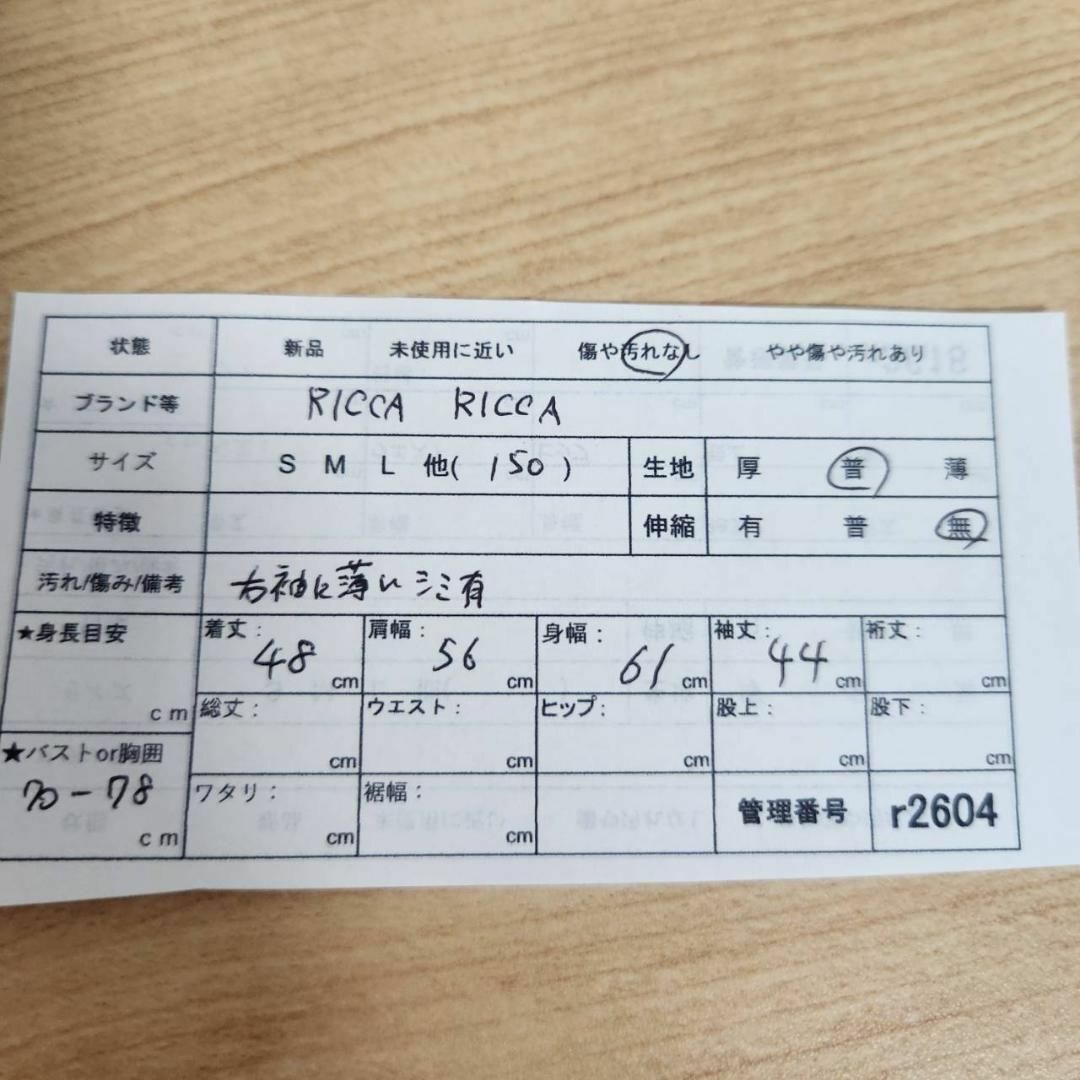 状態 新品 未使用に近い 傷や汚れなし やや傷や汚れあり
ブランド等 RICCA RICCA
サイズ S M L 他( 150 ) 生地 厚 普 薄
特徴 伸縮 有 普 無
汚れ/傷み/備考 右袖に薄いシミ有
★身長目安 cm
着丈: 48 cm
肩幅: 56 cm
身幅: 61 cm
袖丈: 44 cm
裄丈: cm
総丈: cm
ウエスト: cm
ヒップ: cm
股上: cm
股下: cm
★バストor胸囲
70-78 cm
ワタリ: cm
裾幅: cm
管理番号 r2604